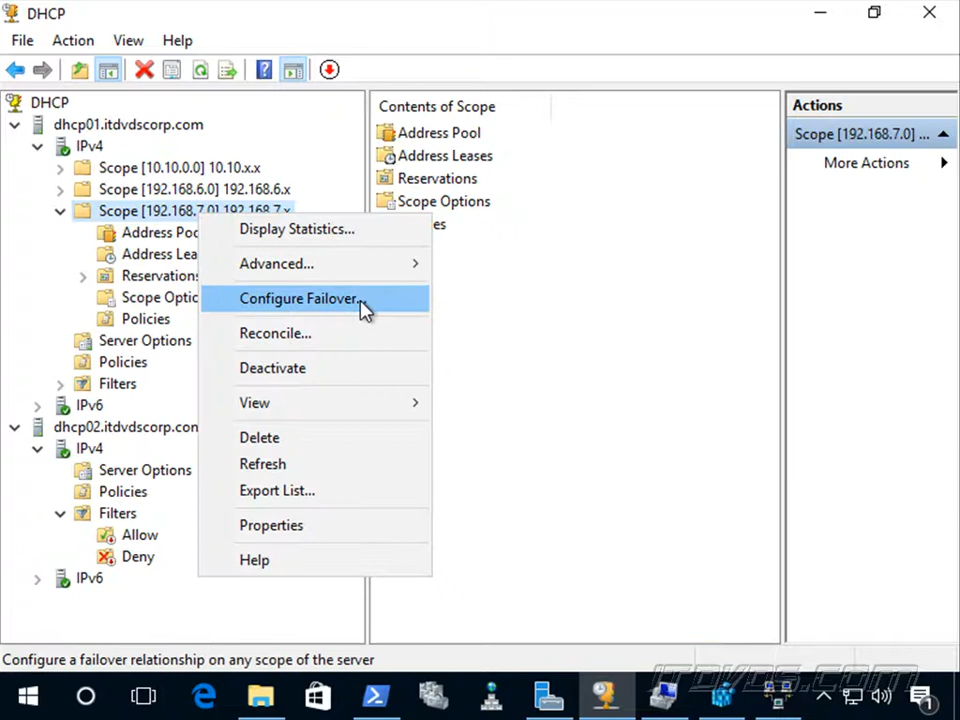 DHCP
File Action View Help
DHCP
dhcp01.itdvdscorp.com
IPv4
Scope [10.10.0.0] 10.10.x.x
Scope [192.168.6.0] 192.168.6.x
Scope [192.168.7.0] 192.168.7.x
Address Poo
Address Lea
Reservations
Scope Optio
Policies
Server Options
Policies
Filters
IPv6
dhcp02.itdvdscorp.con
IPv4
Server Options
Policies
Filters
Allow
Deny
IPv6
Display Statistics...
Advanced...
Configure Failover...
Reconcile...
Deactivate
View
Delete
Refresh
Export List...
Properties
Help
Contents of Scope
Address Pool
Address Leases
Reservations
Scope Options
es
Actions
Scope [192.168.7.0] ...
More Actions
Configure a failover relationship on any scope of the server
ITDVDS.COM
1